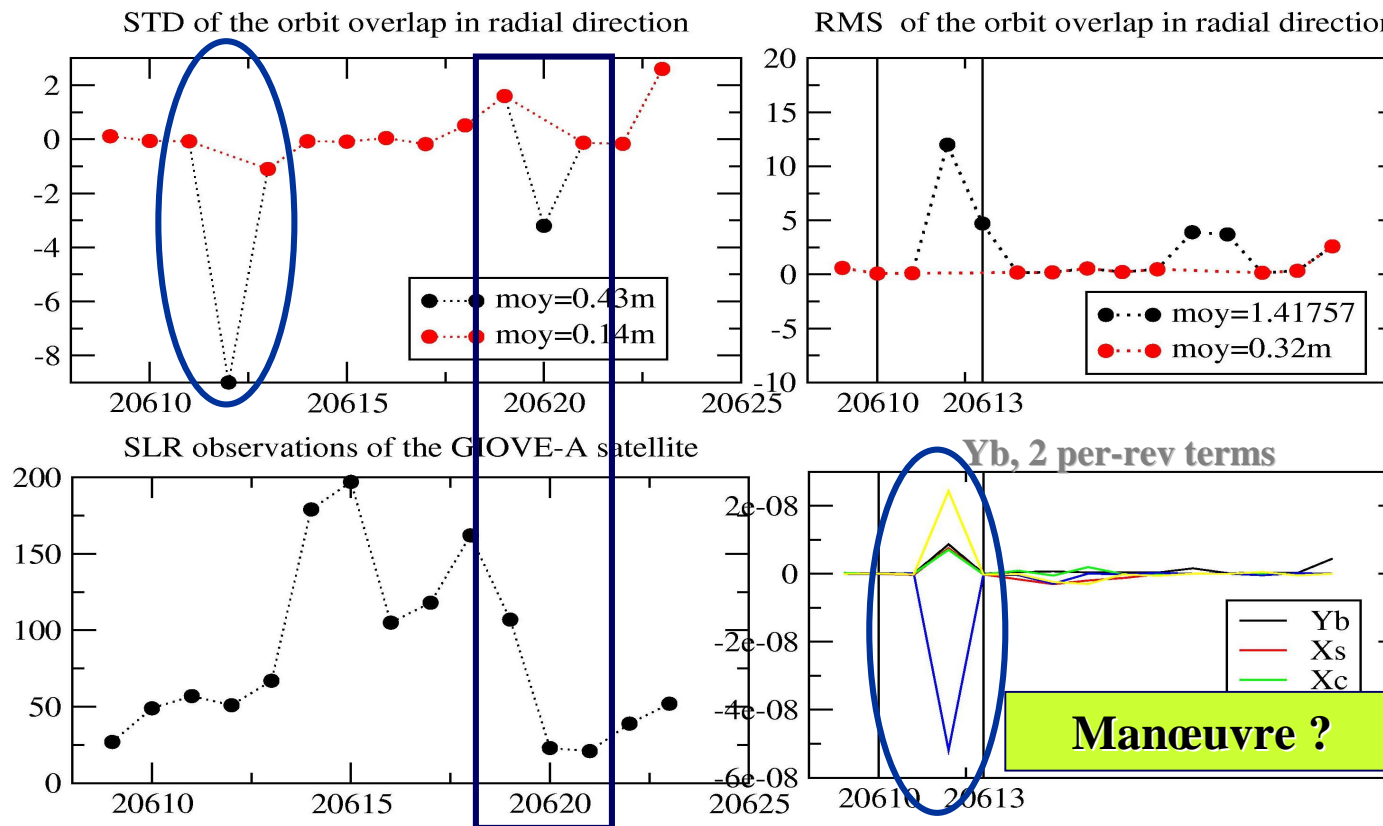 STD of the orbit overlap in radial direction
2
0
-2
-4
-6
-8
moy=0.43m
moy=0.14m
20610
20615
20620
20625
RMS of the orbit overlap in radial direction
20
15
10
5
0
-5
-10
moy=1.41757
moy=0.32m
20610
20613
SLR observations of the GIOVE-A satellite
200
150
100
50
0
20610
20615
20620
20625
Yb, 2 per-rev terms
2e-08
0
-2e-08
-4e-08
-6e-08
Yb
Xs
Xc
Manœuvre ?
20610
20613